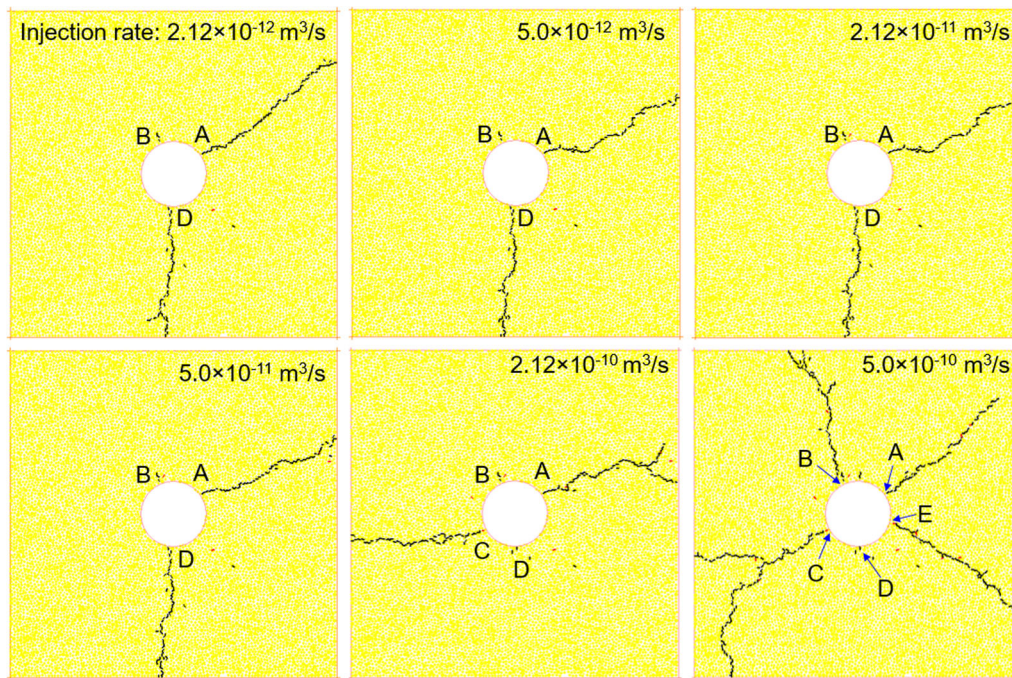 Injection rate: 2.12×10⁻¹² m³/s
B A
D
5.0×10⁻¹² m³/s
B A
D
2.12×10⁻¹¹ m³/s
B A
D
5.0×10⁻¹¹ m³/s
B A
D
2.12×10⁻¹⁰ m³/s
B A
C
D
5.0×10⁻¹⁰ m³/s
A
B
E
C
D